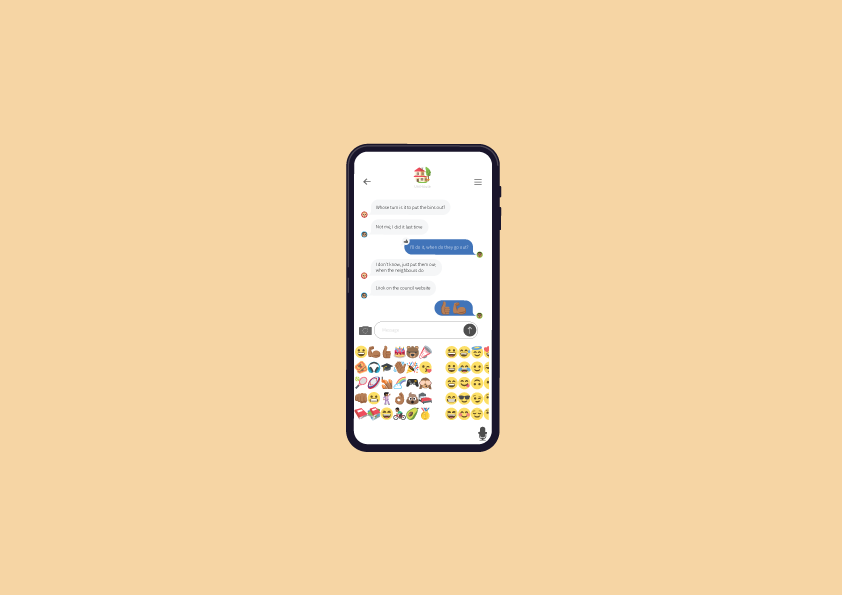 Whose turn is it to put the bins out?
Not me, I did it last time
I'll do it, when do they go out?
I don't know, just put them out,
when the neighbours do
Look on the council website
Message